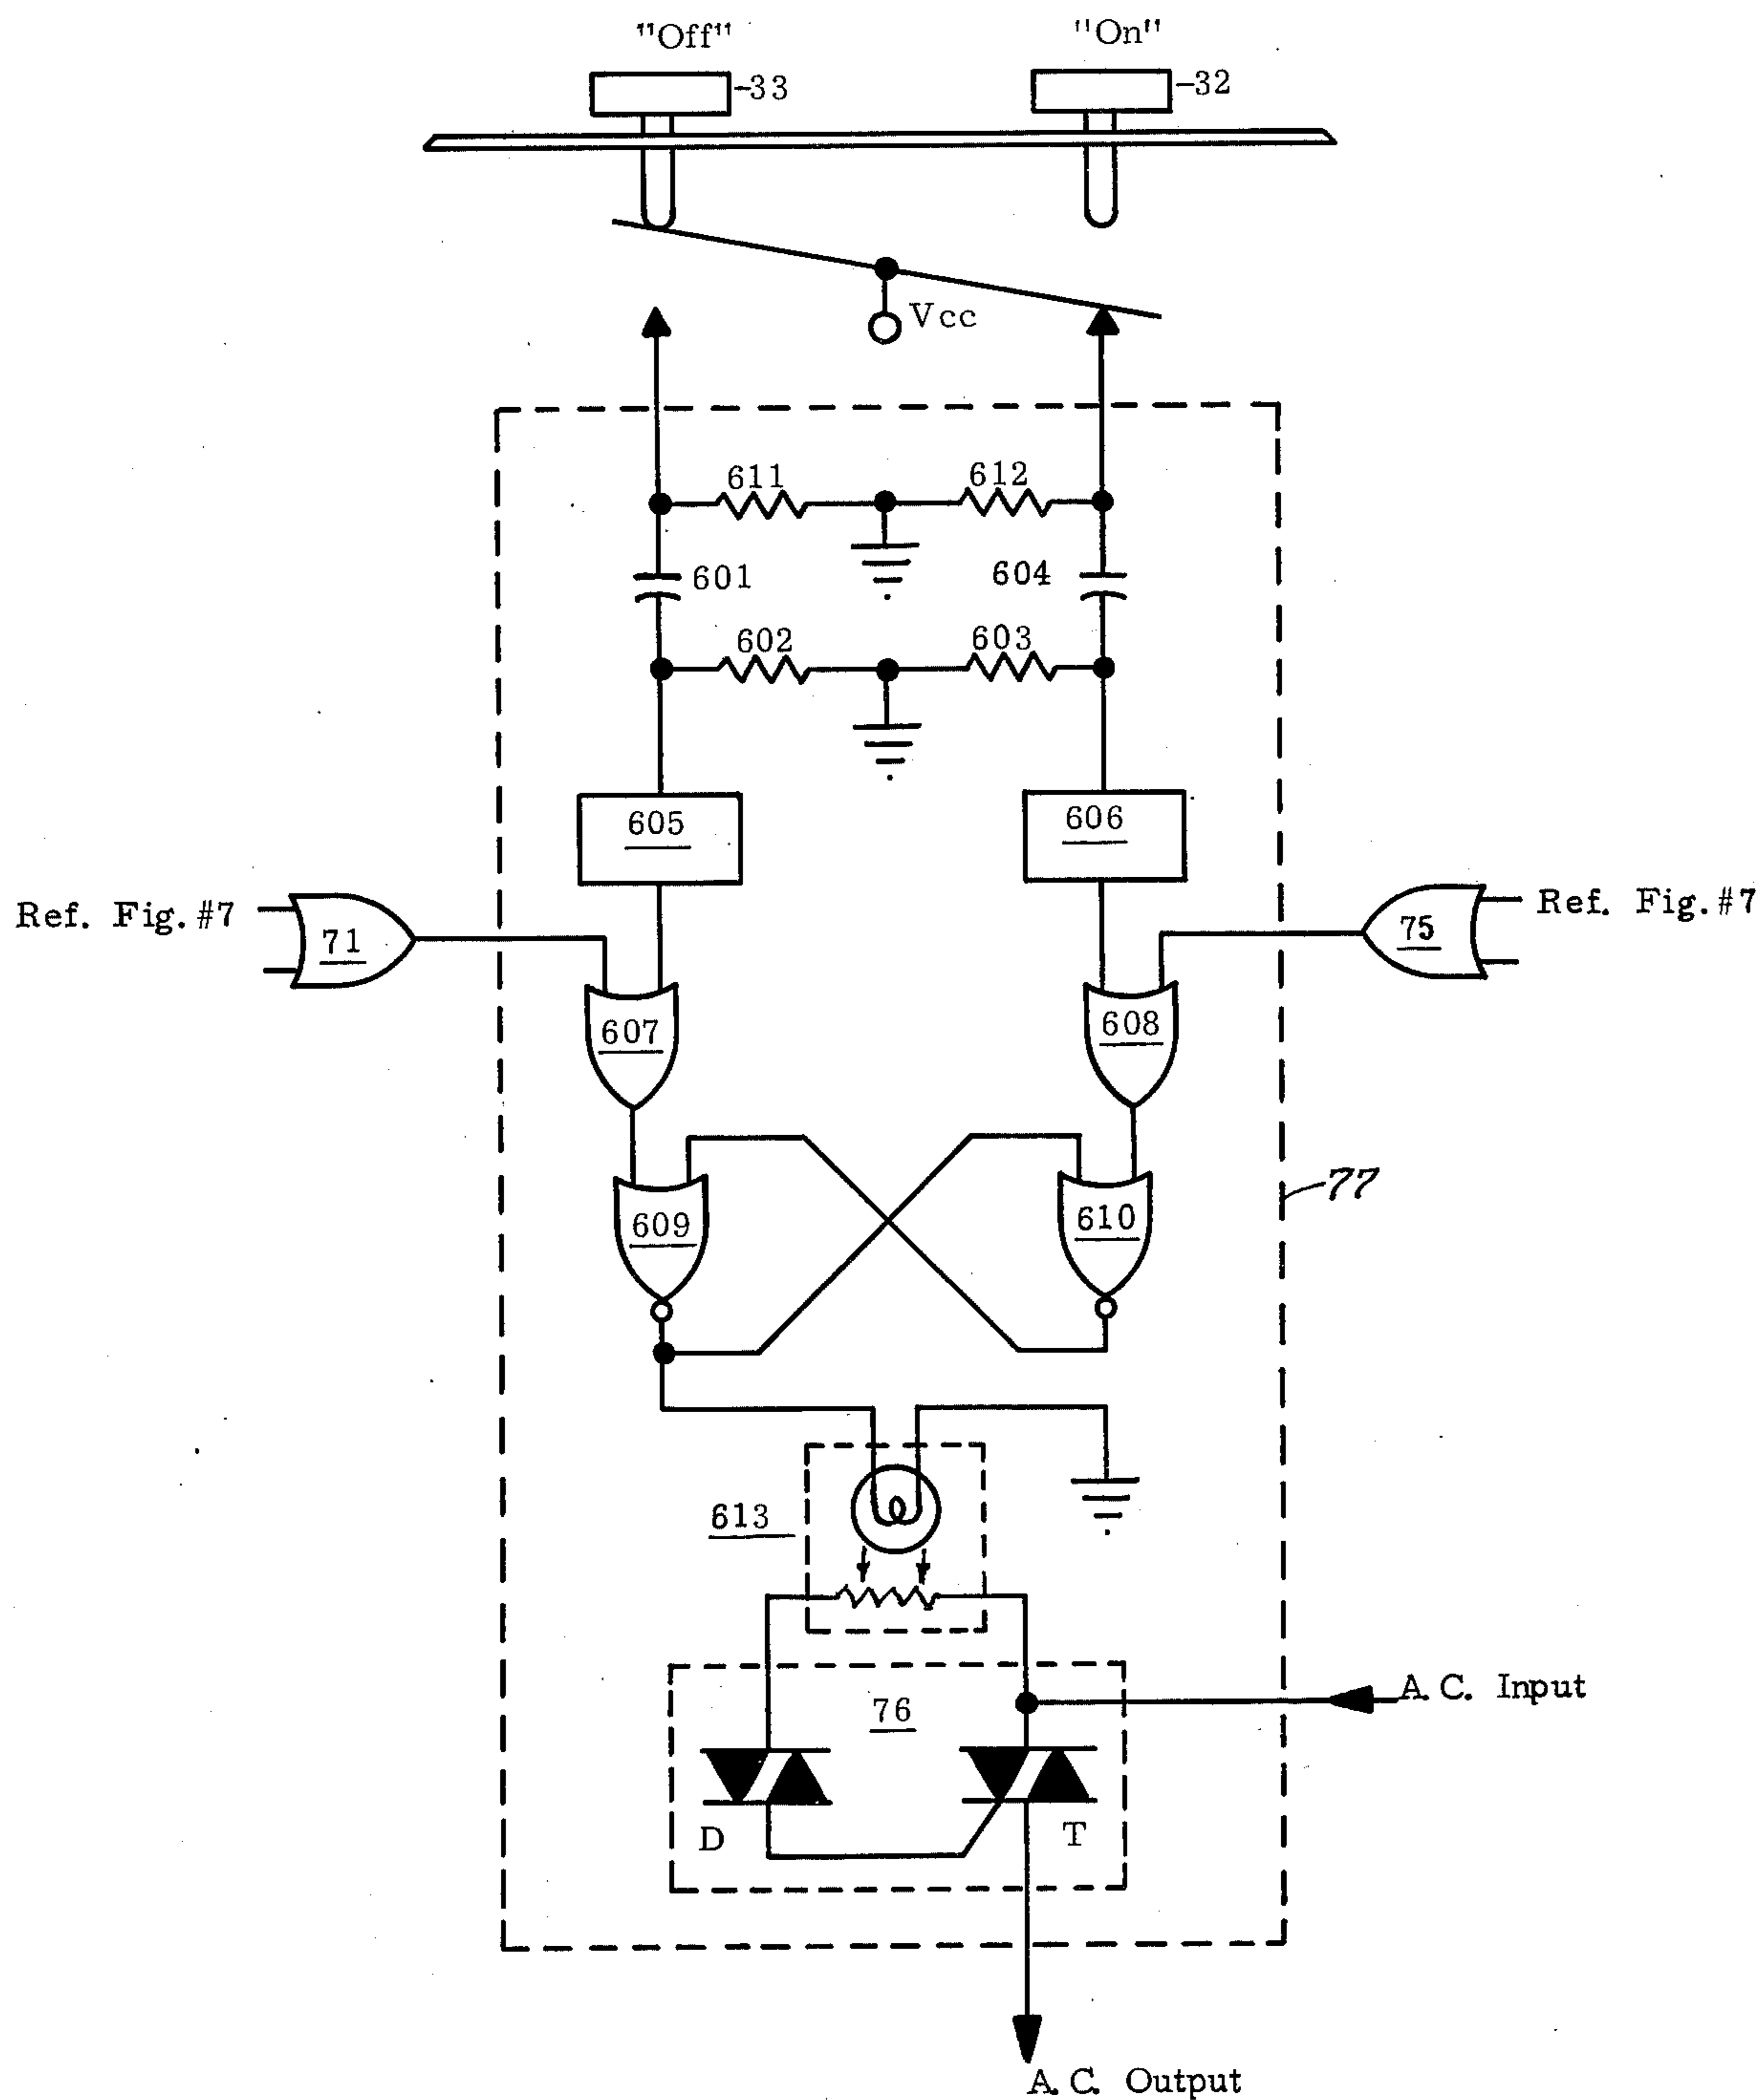 "Off"
"On"
33
32
Vcc
611
612
601
604
602
603
605
606
Ref. Fig. #7
71
75
Ref. Fig. #7
607
608
77
609
610
613
A.C. Input
76
D
T
A.C. Output